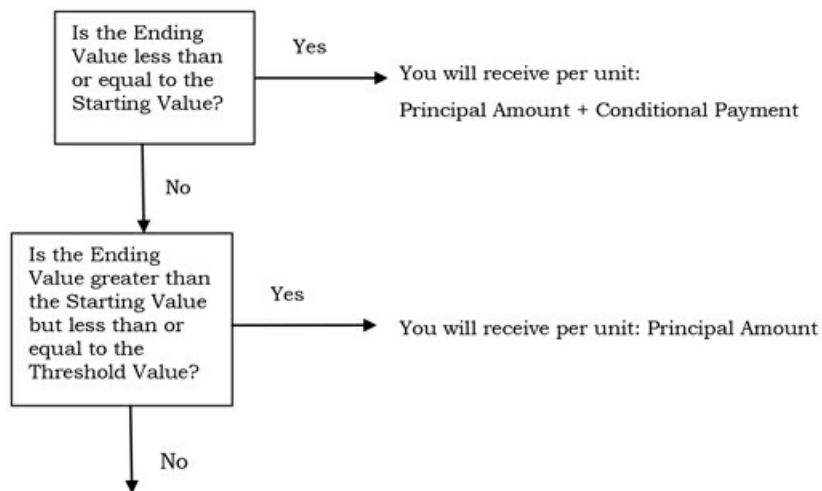 Is the Ending
Value less than
or equal to the
Starting Value?
Yes
You will receive per unit:
Principal Amount + Conditional Payment
No
Is the Ending
Value greater than
the Starting Value
but less than or
equal to the
Threshold Value?
Yes
You will receive per unit: Principal Amount
No